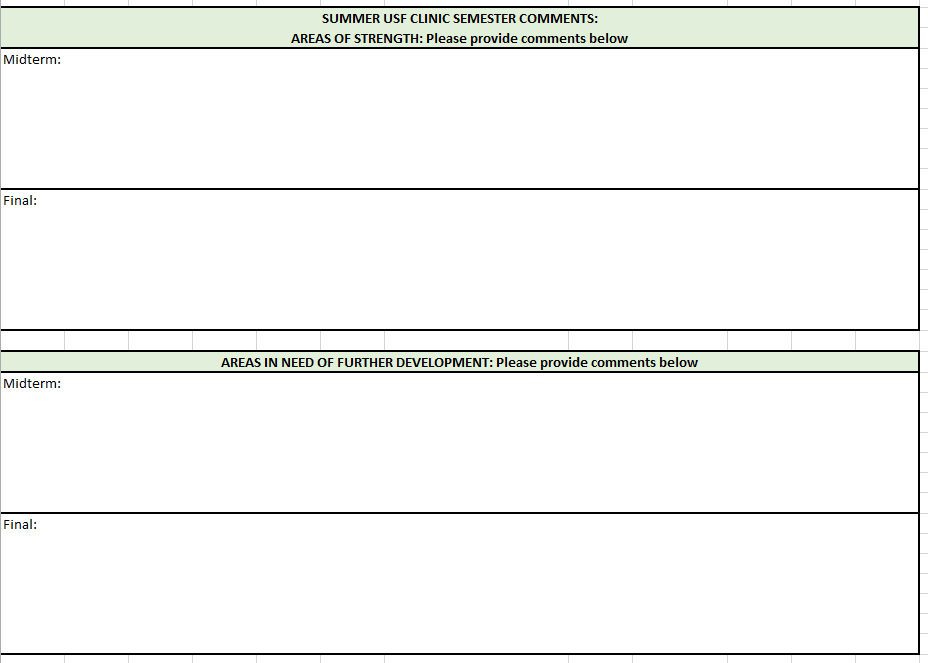 SUMMER USF CLINIC SEMESTER COMMENTS:
AREAS OF STRENGTH: Please provide comments below
Midterm:
Final:
AREAS IN NEED OF FURTHER DEVELOPMENT: Please provide comments below
Midterm:
Final: